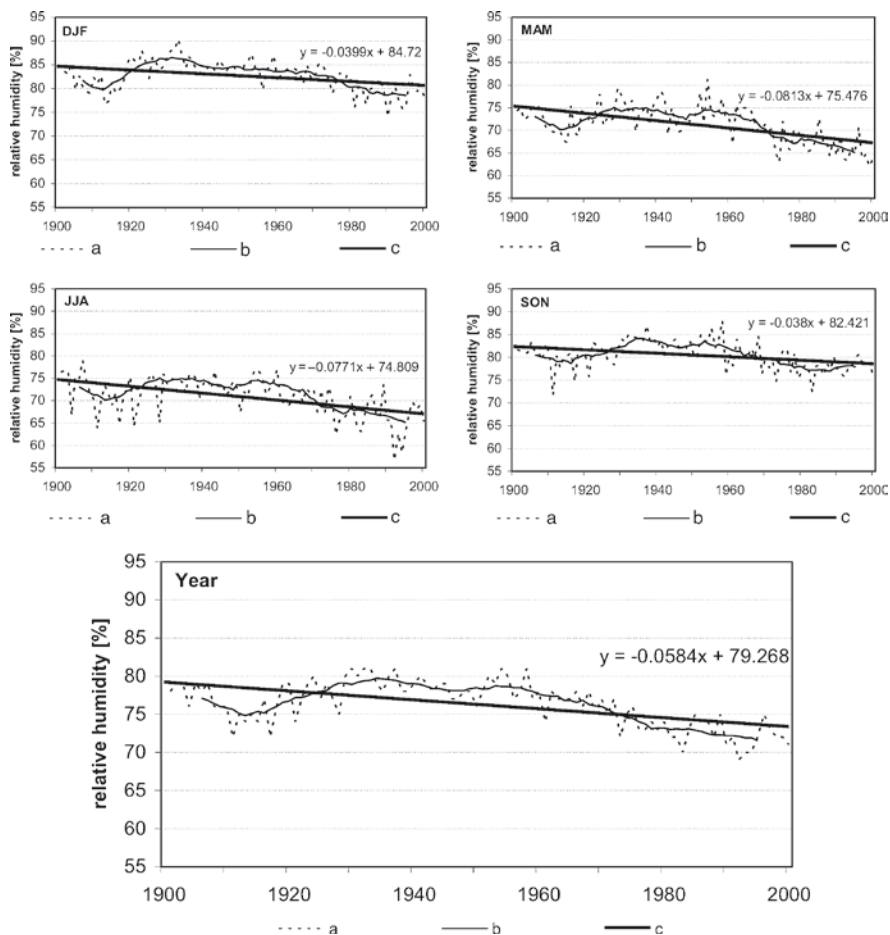 DJF
relative humidity [%]
95
90
85
80
75
70
65
60
55
y = -0.0399x + 84.72
1900 1920 1940 1960 1980 2000
a b c
MAM
relative humidity [%]
95
90
85
80
75
70
65
60
55
y = -0.0813x + 75.476
1900 1920 1940 1960 1980 2000
a b c
JJA
relative humidity [%]
95
90
85
80
75
70
65
60
55
y = -0.0771x + 74.809
1900 1920 1940 1960 1980 2000
a b c
SON
relative humidity [%]
95
90
85
80
75
70
65
60
55
y = -0.038x + 82.421
1900 1920 1940 1960 1980 2000
a b c
Year
relative humidity [%]
95
90
85
80
75
70
65
60
55
y = -0.0584x + 79.268
1900 1920 1940 1960 1980 2000
a b c